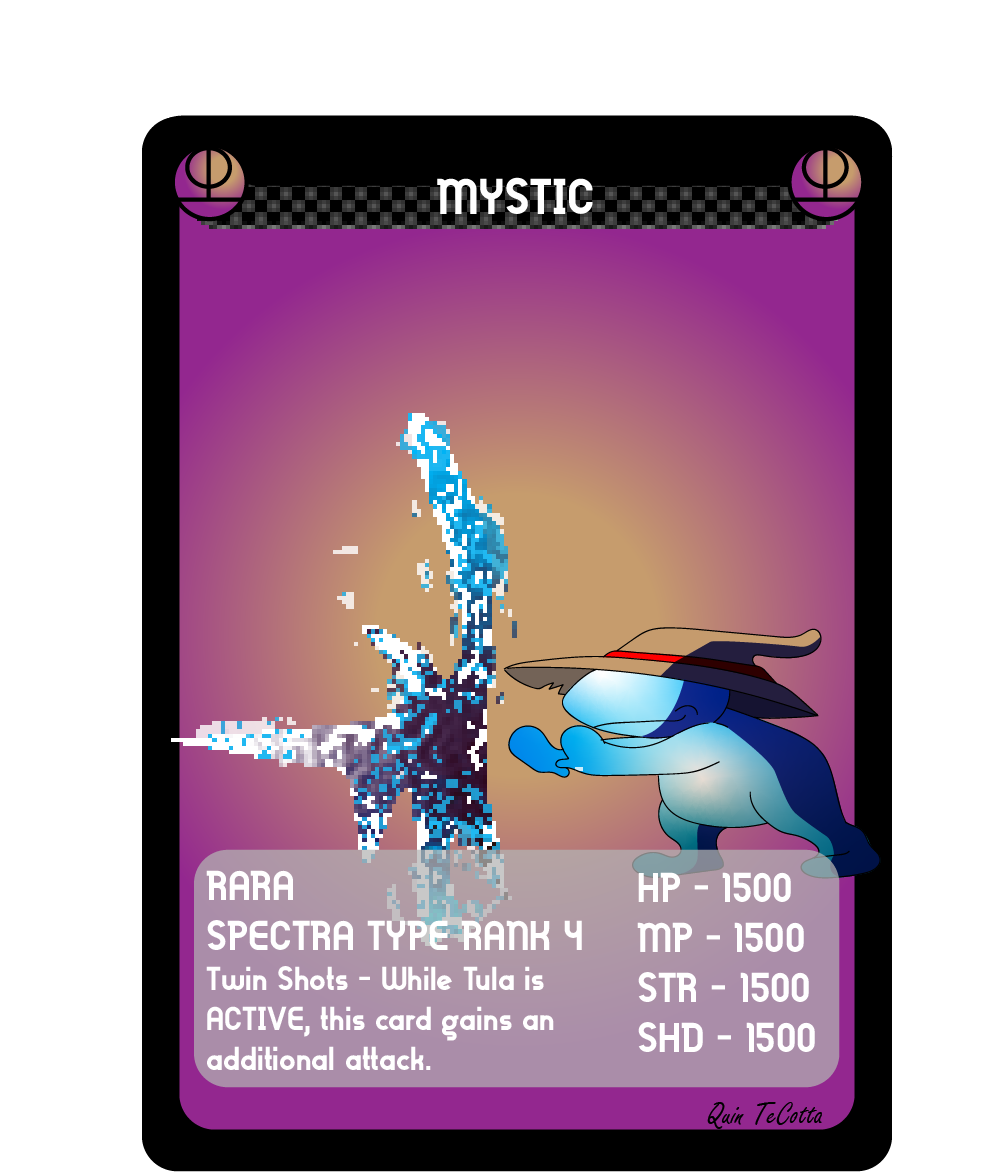 MYSTIC
RARA
SPECTRA TYPE RANK 4
Twin Shots - While Tula is
ACTIVE, this card gains an
additional attack.
HP - 1500
MP - 1500
STR - 1500
SHD - 1500
Quin TeCotta